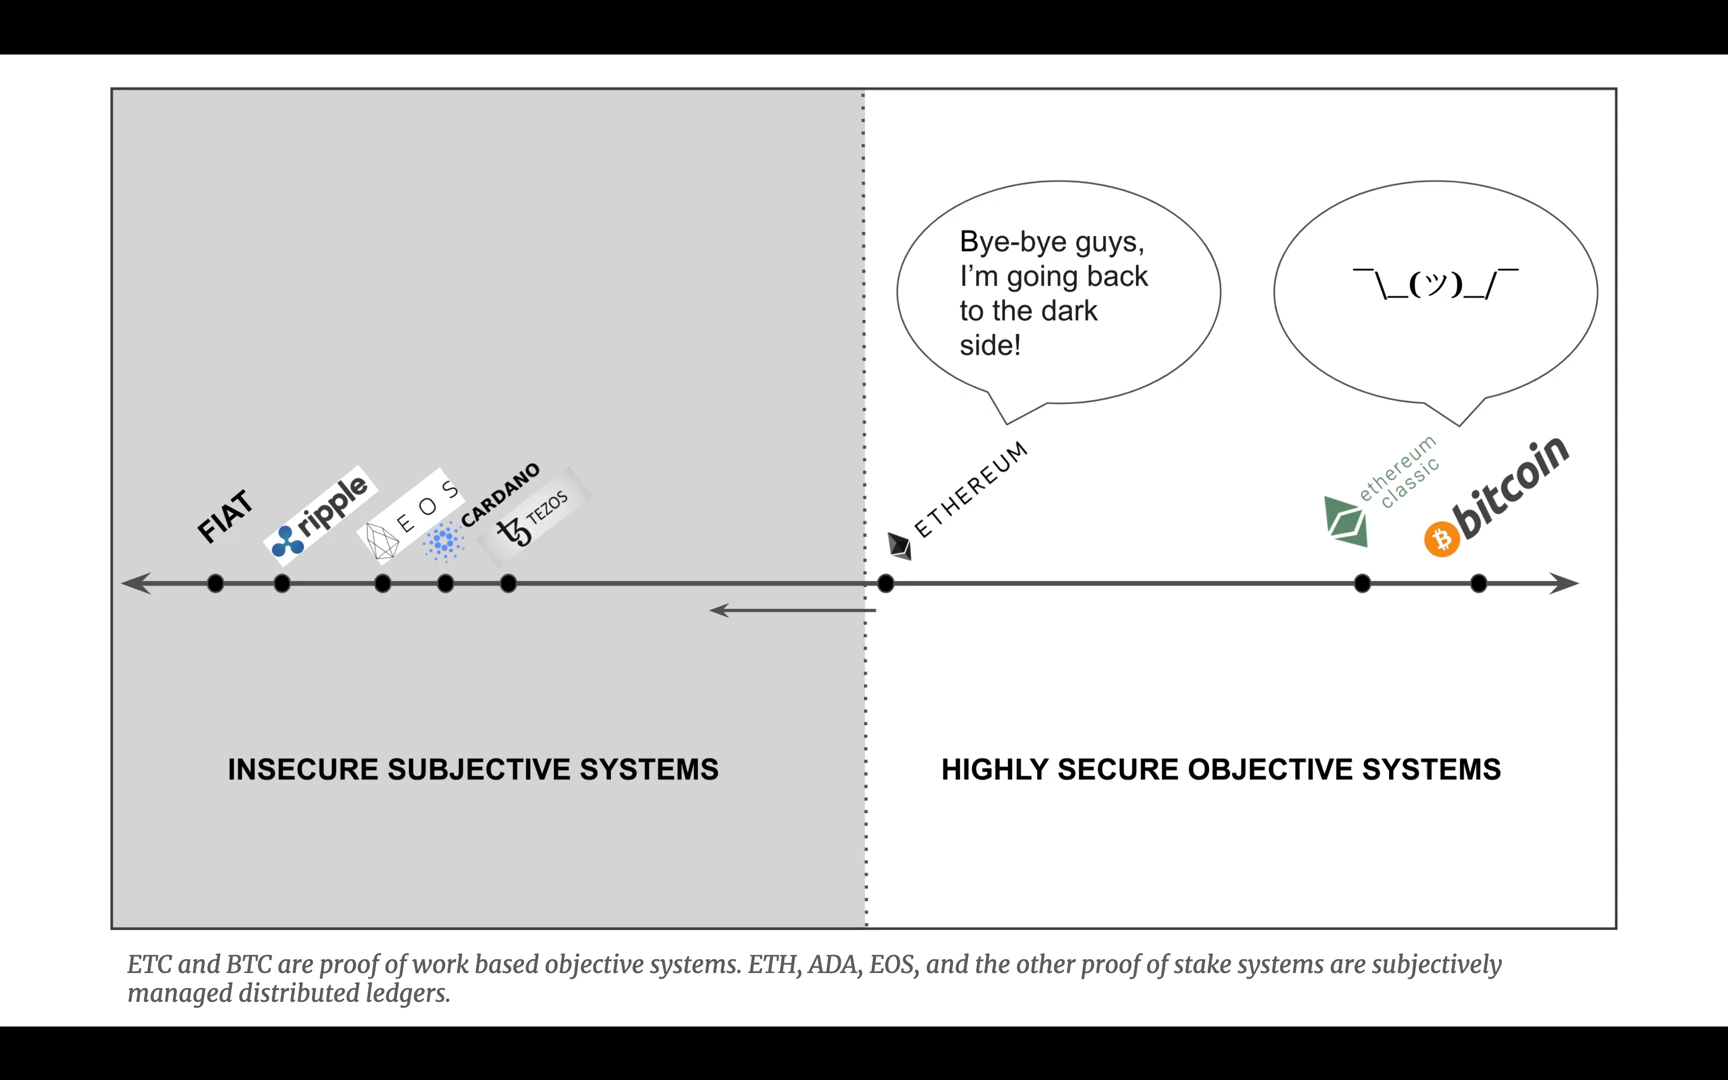 Bye-bye guys,
I'm going back
to the dark
side!
¯\_(ツ)_/¯
FIAT
ripple
EOS
CARDANO
TEZOS
ETHEREUM
ethereum
classic
bitcoin
INSECURE SUBJECTIVE SYSTEMS
HIGHLY SECURE OBJECTIVE SYSTEMS
ETC and BTC are proof of work based objective systems. ETH, ADA, EOS, and the other proof of stake systems are subjectively
managed distributed ledgers.